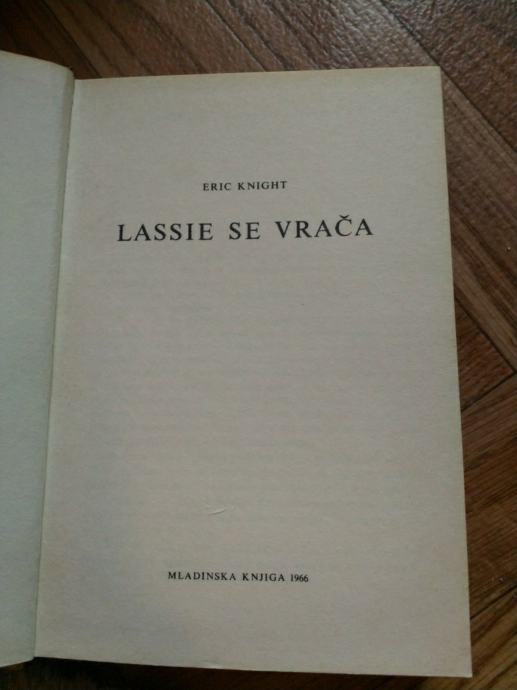 ERIC KNIGHT
LASSIE SE VRAČA
MLADINSKA KNJIGA 1966